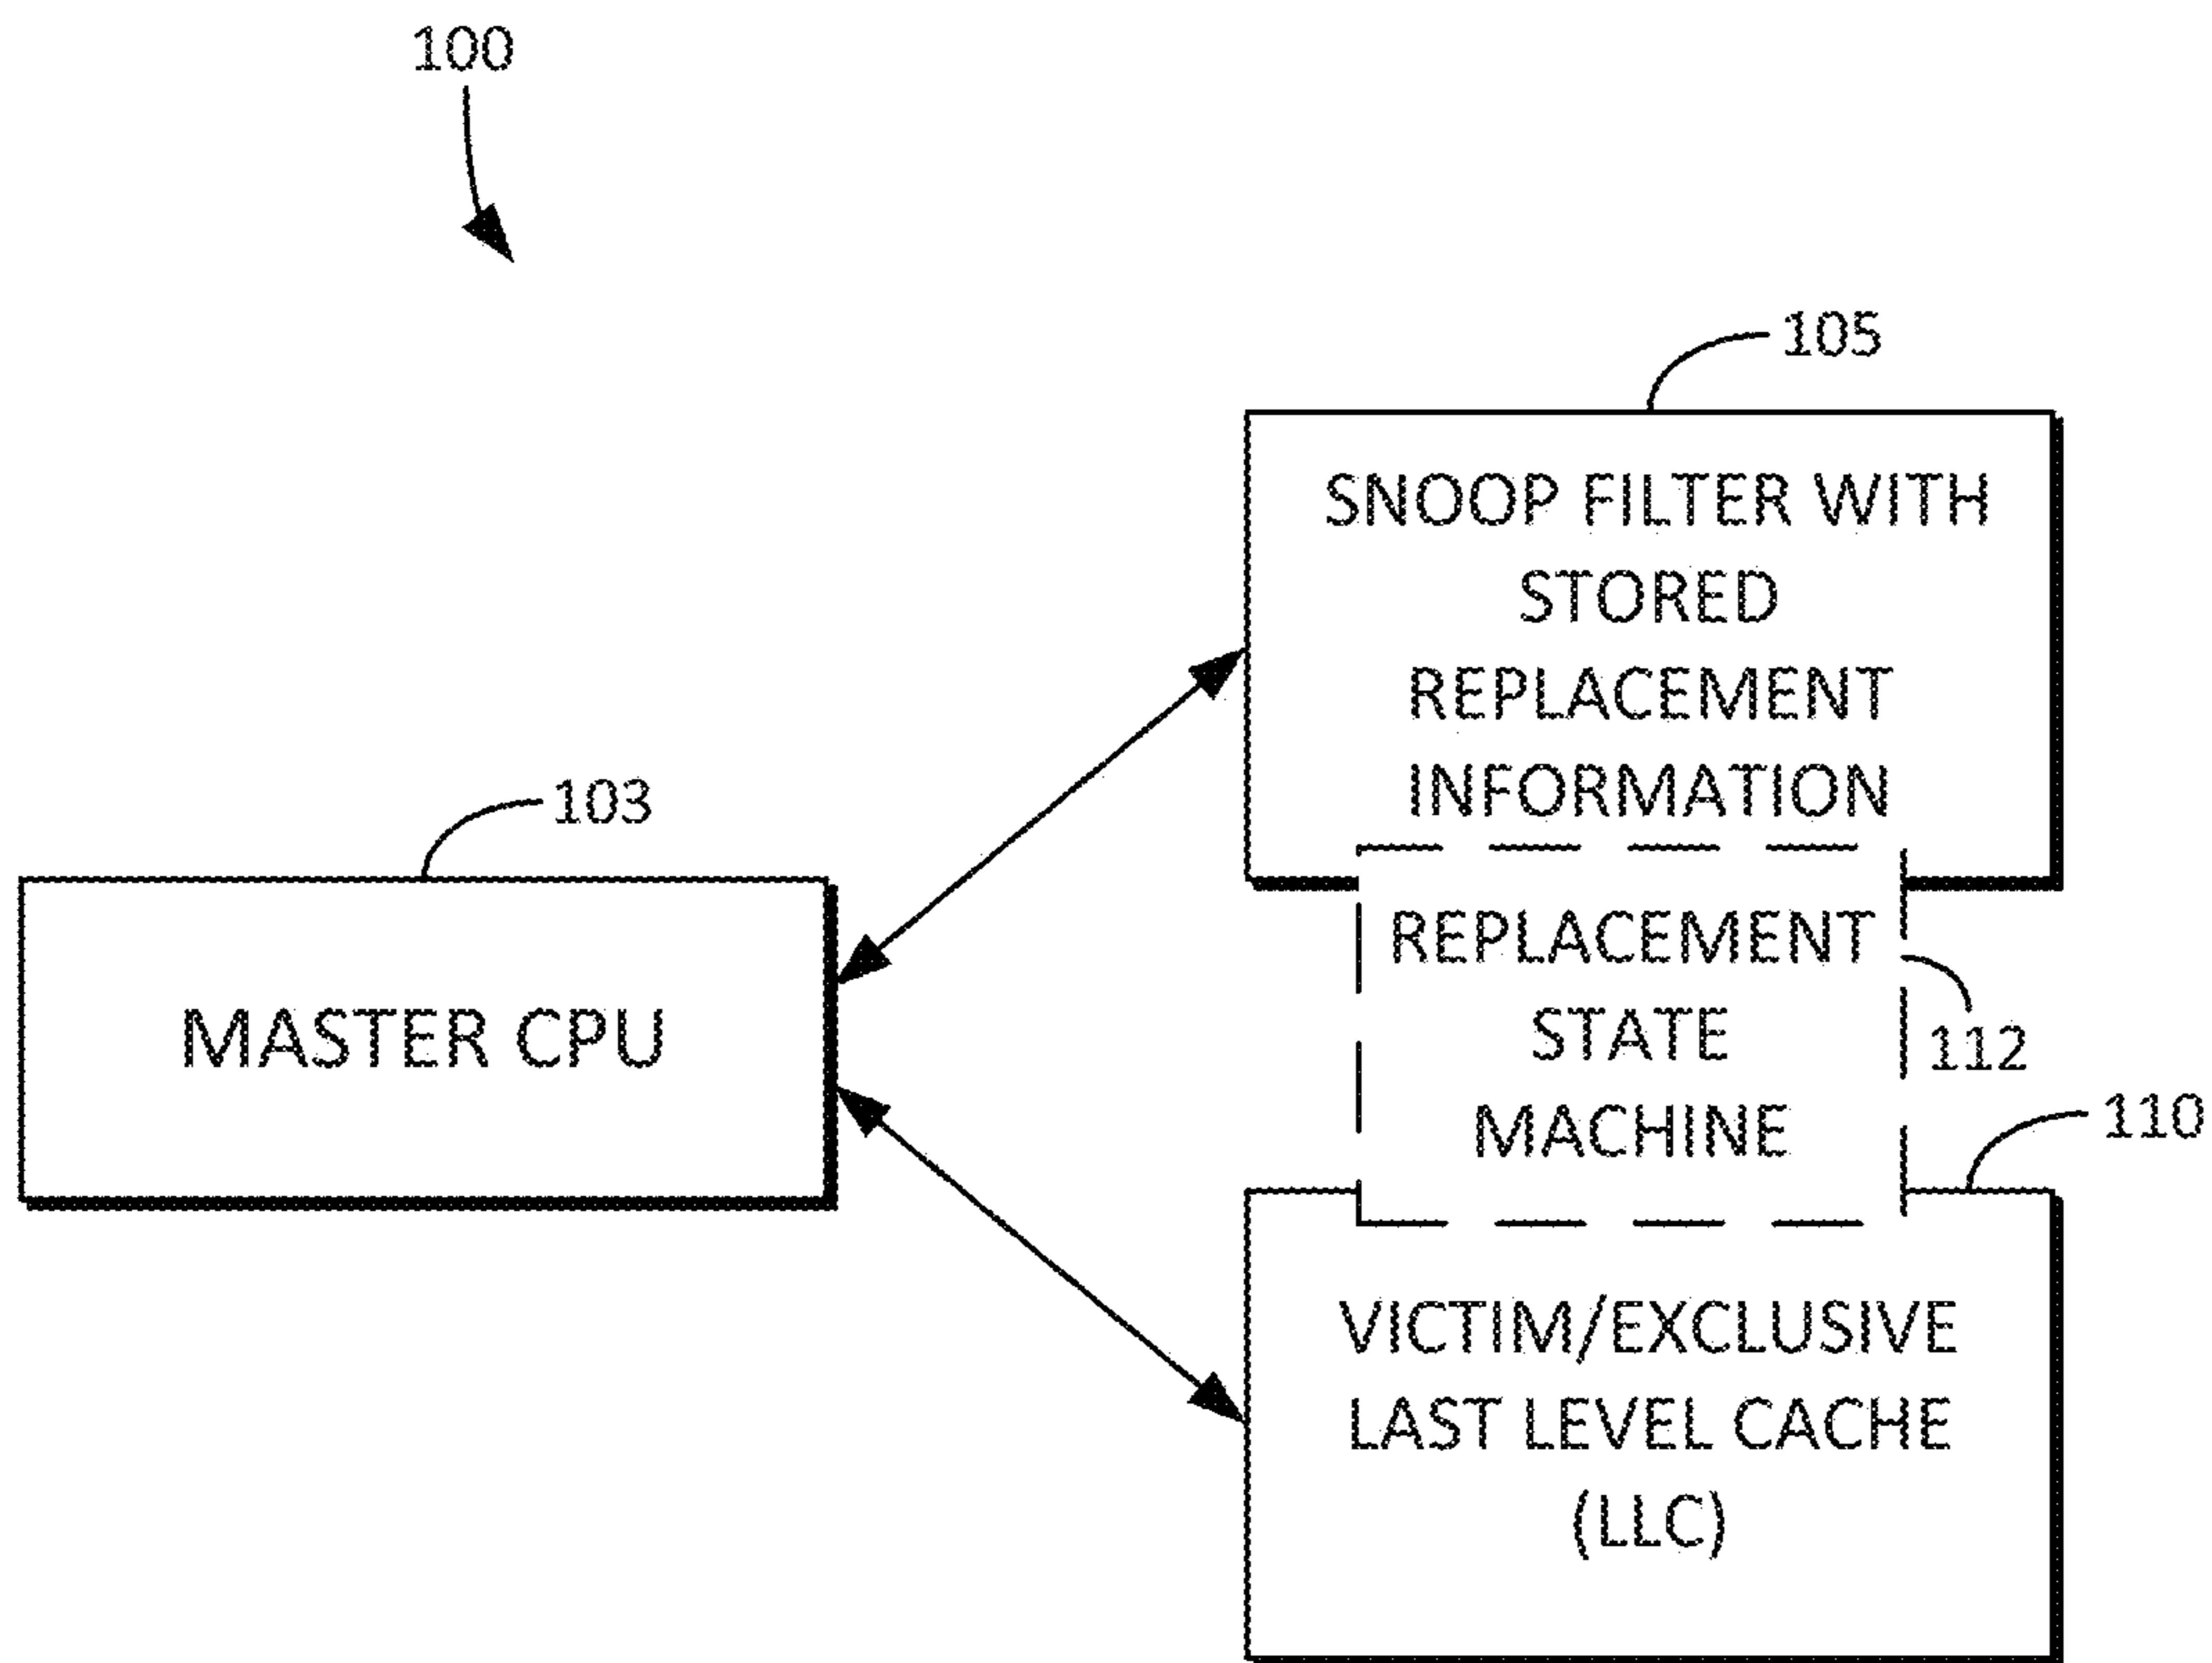 100
105
SNOOP FILTER WITH
STORED
REPLACEMENT
INFORMATION
103
MASTER CPU
REPLACEMENT
STATE
MACHINE
112
110
VICTIM/EXCLUSIVE
LAST LEVEL CACHE
(LLC)